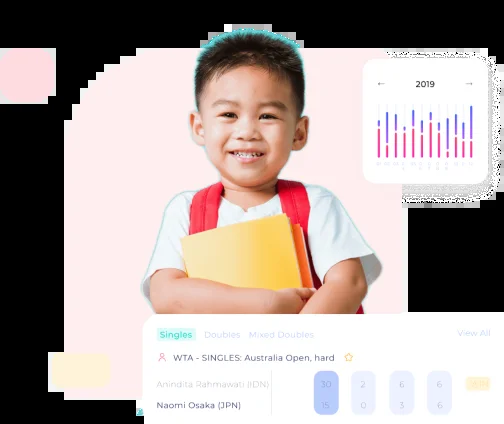 ← 2019 →
Singles Doubles Mixed Doubles View All
WTA - SINGLES: Australia Open, hard
Anindita Rahmawati (IDN) 30 2 6 6
Naomi Osaka (JPN) 15 0 3 6